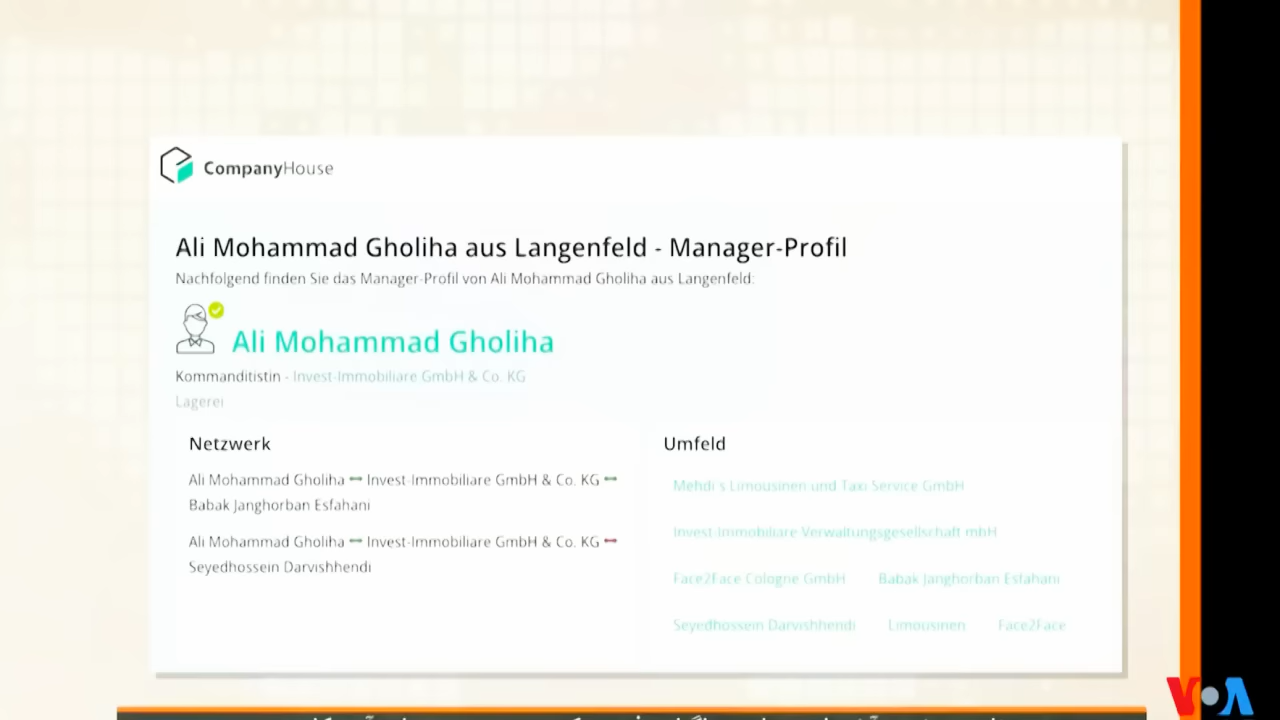 CompanyHouse
Ali Mohammad Gholiha aus Langenfeld - Manager-Profil
Nachfolgend finden Sie das Manager-Profil von Ali Mohammad Gholiha aus Langenfeld:
Ali Mohammad Gholiha
Kommanditistin - Invest-Immobiliare GmbH & Co. KG
Lagerei
Netzwerk
Ali Mohammad Gholiha Invest-Immobiliare GmbH & Co. KG
Babak Janghorban Esfahani
Ali Mohammad Gholiha Invest-Immobiliare GmbH & Co. KG
Seyedhossein Darvishhendi
Umfeld
Mehdi s Limousinen und Taxi Service GmbH
Invest-Immobiliare Verwaltungsgesellschaft mbH
Face2Face Cologne GmbH Babak Janghorban Esfahani
Seyedhossein Darvishhendi Limousinen Face2Face
VOA